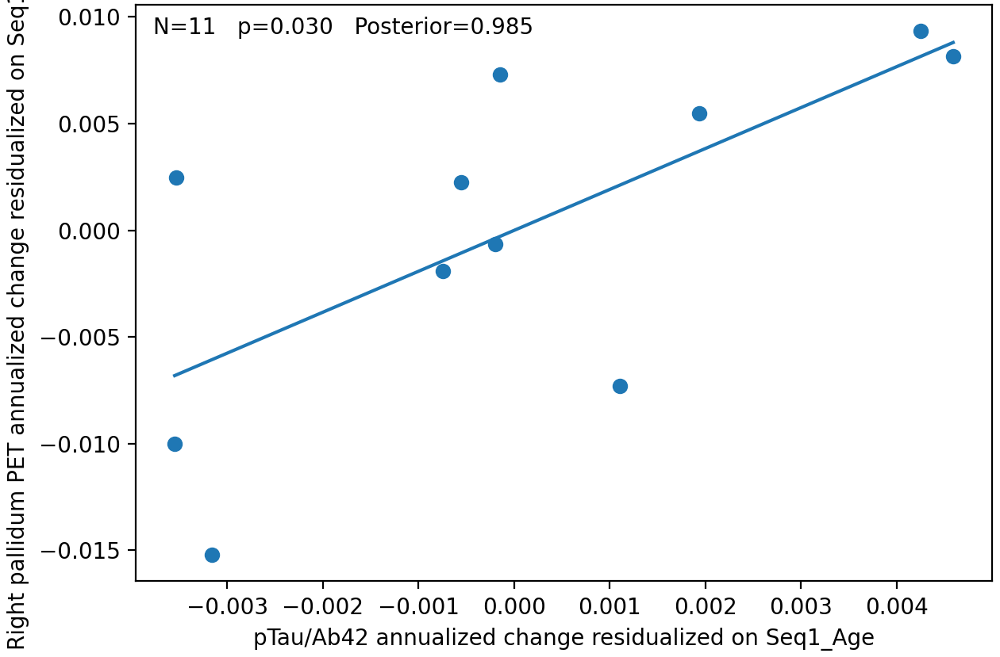 N=11 p=0.030 Posterior=0.985
0.010
0.005
0.000
−0.005
−0.010
−0.015
Right pallidum PET annualized change residualized on
−0.003 −0.002 −0.001 0.000 0.001 0.002 0.003 0.004
pTau/Ab42 annualized change residualized on Seq1_Age